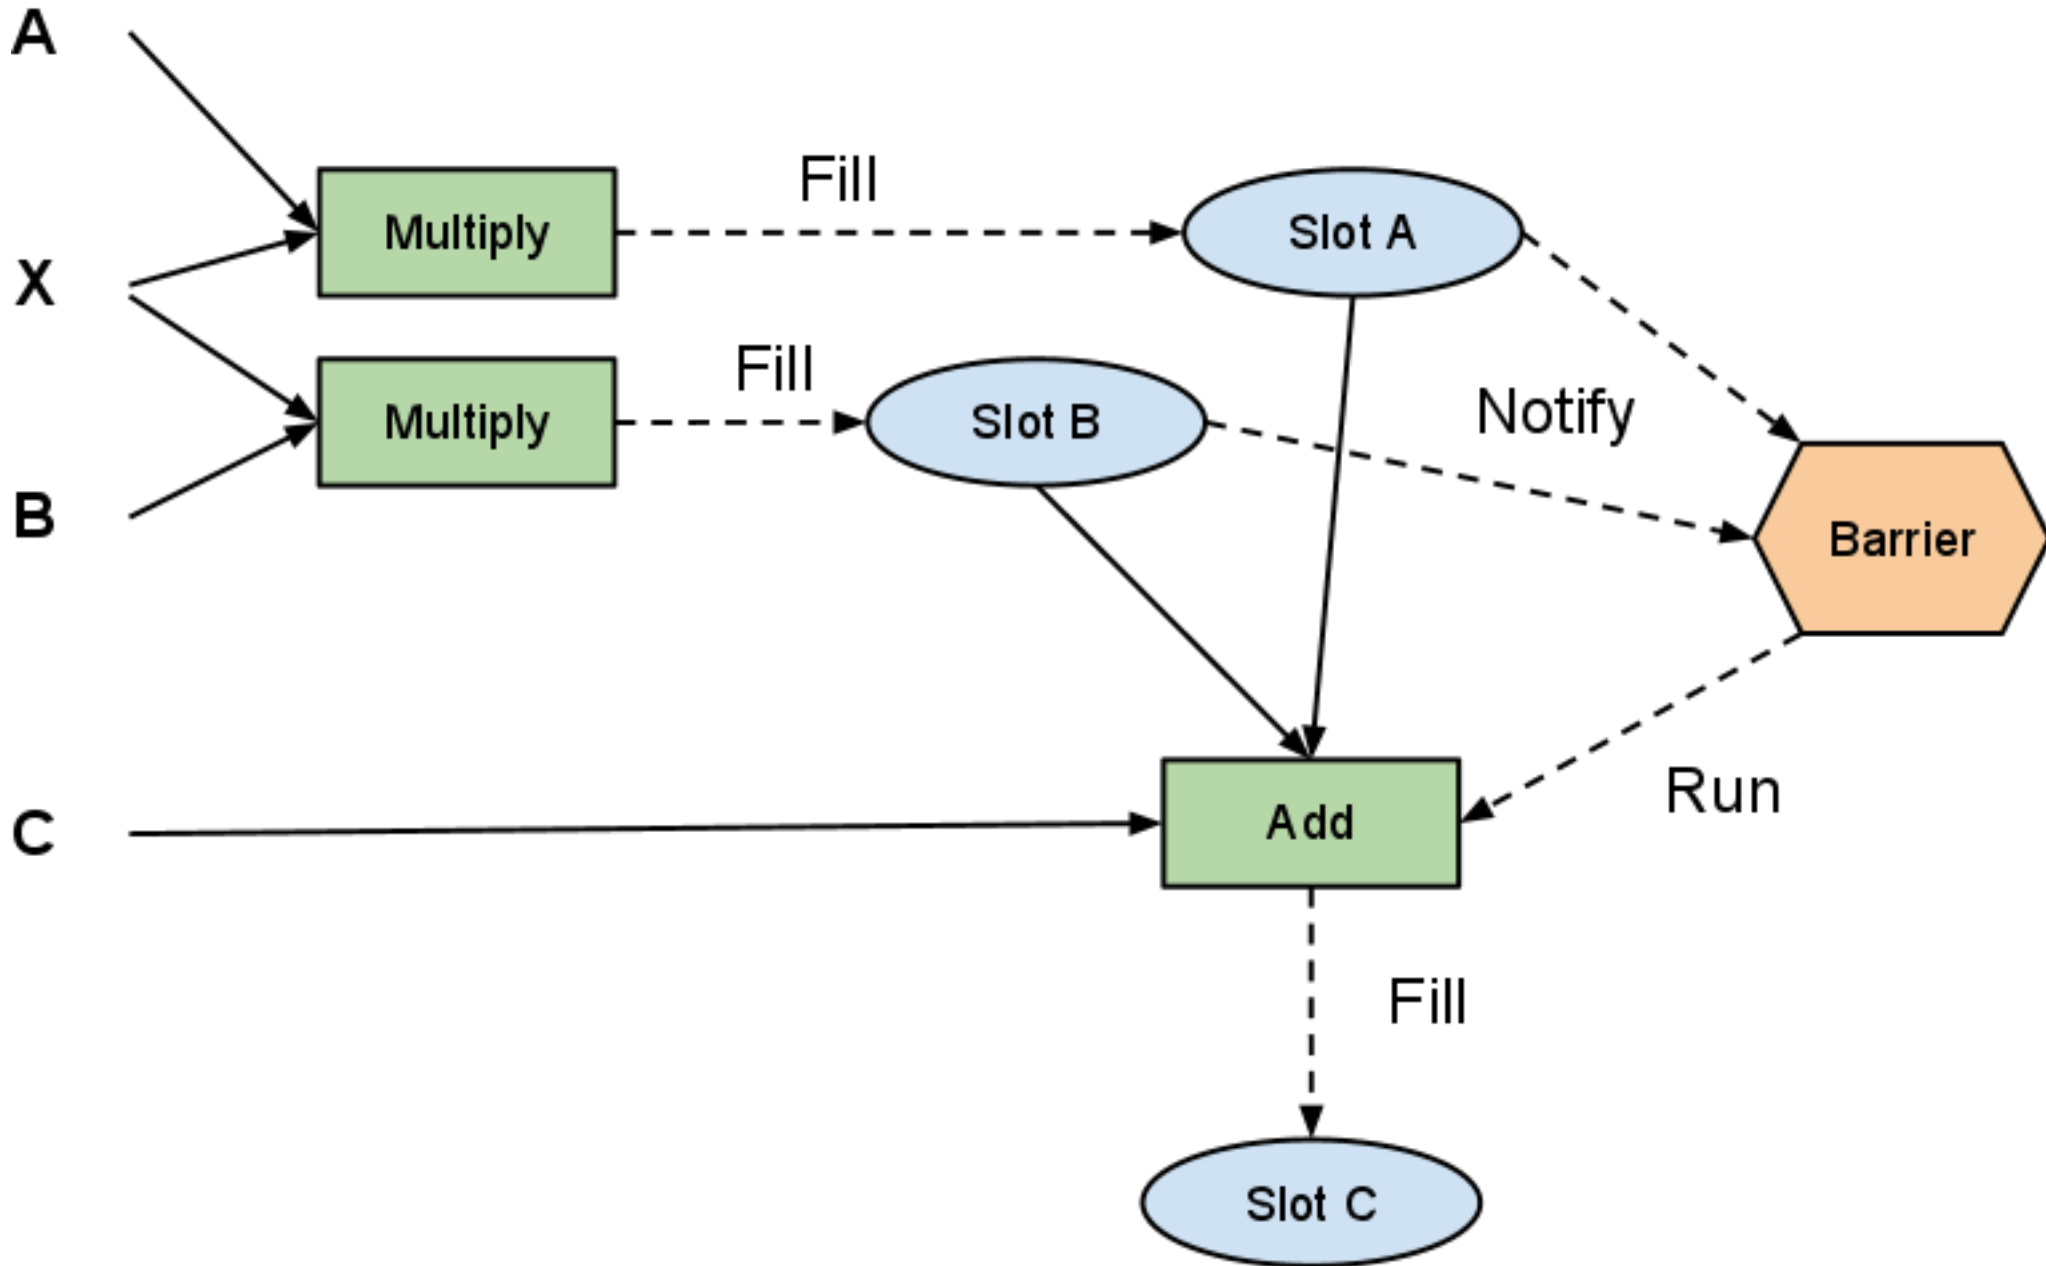 A
Fill
Multiply
Slot A
X
Fill
Multiply
Slot B
Notify
B
Barrier
Run
C
Add
Fill
Slot C